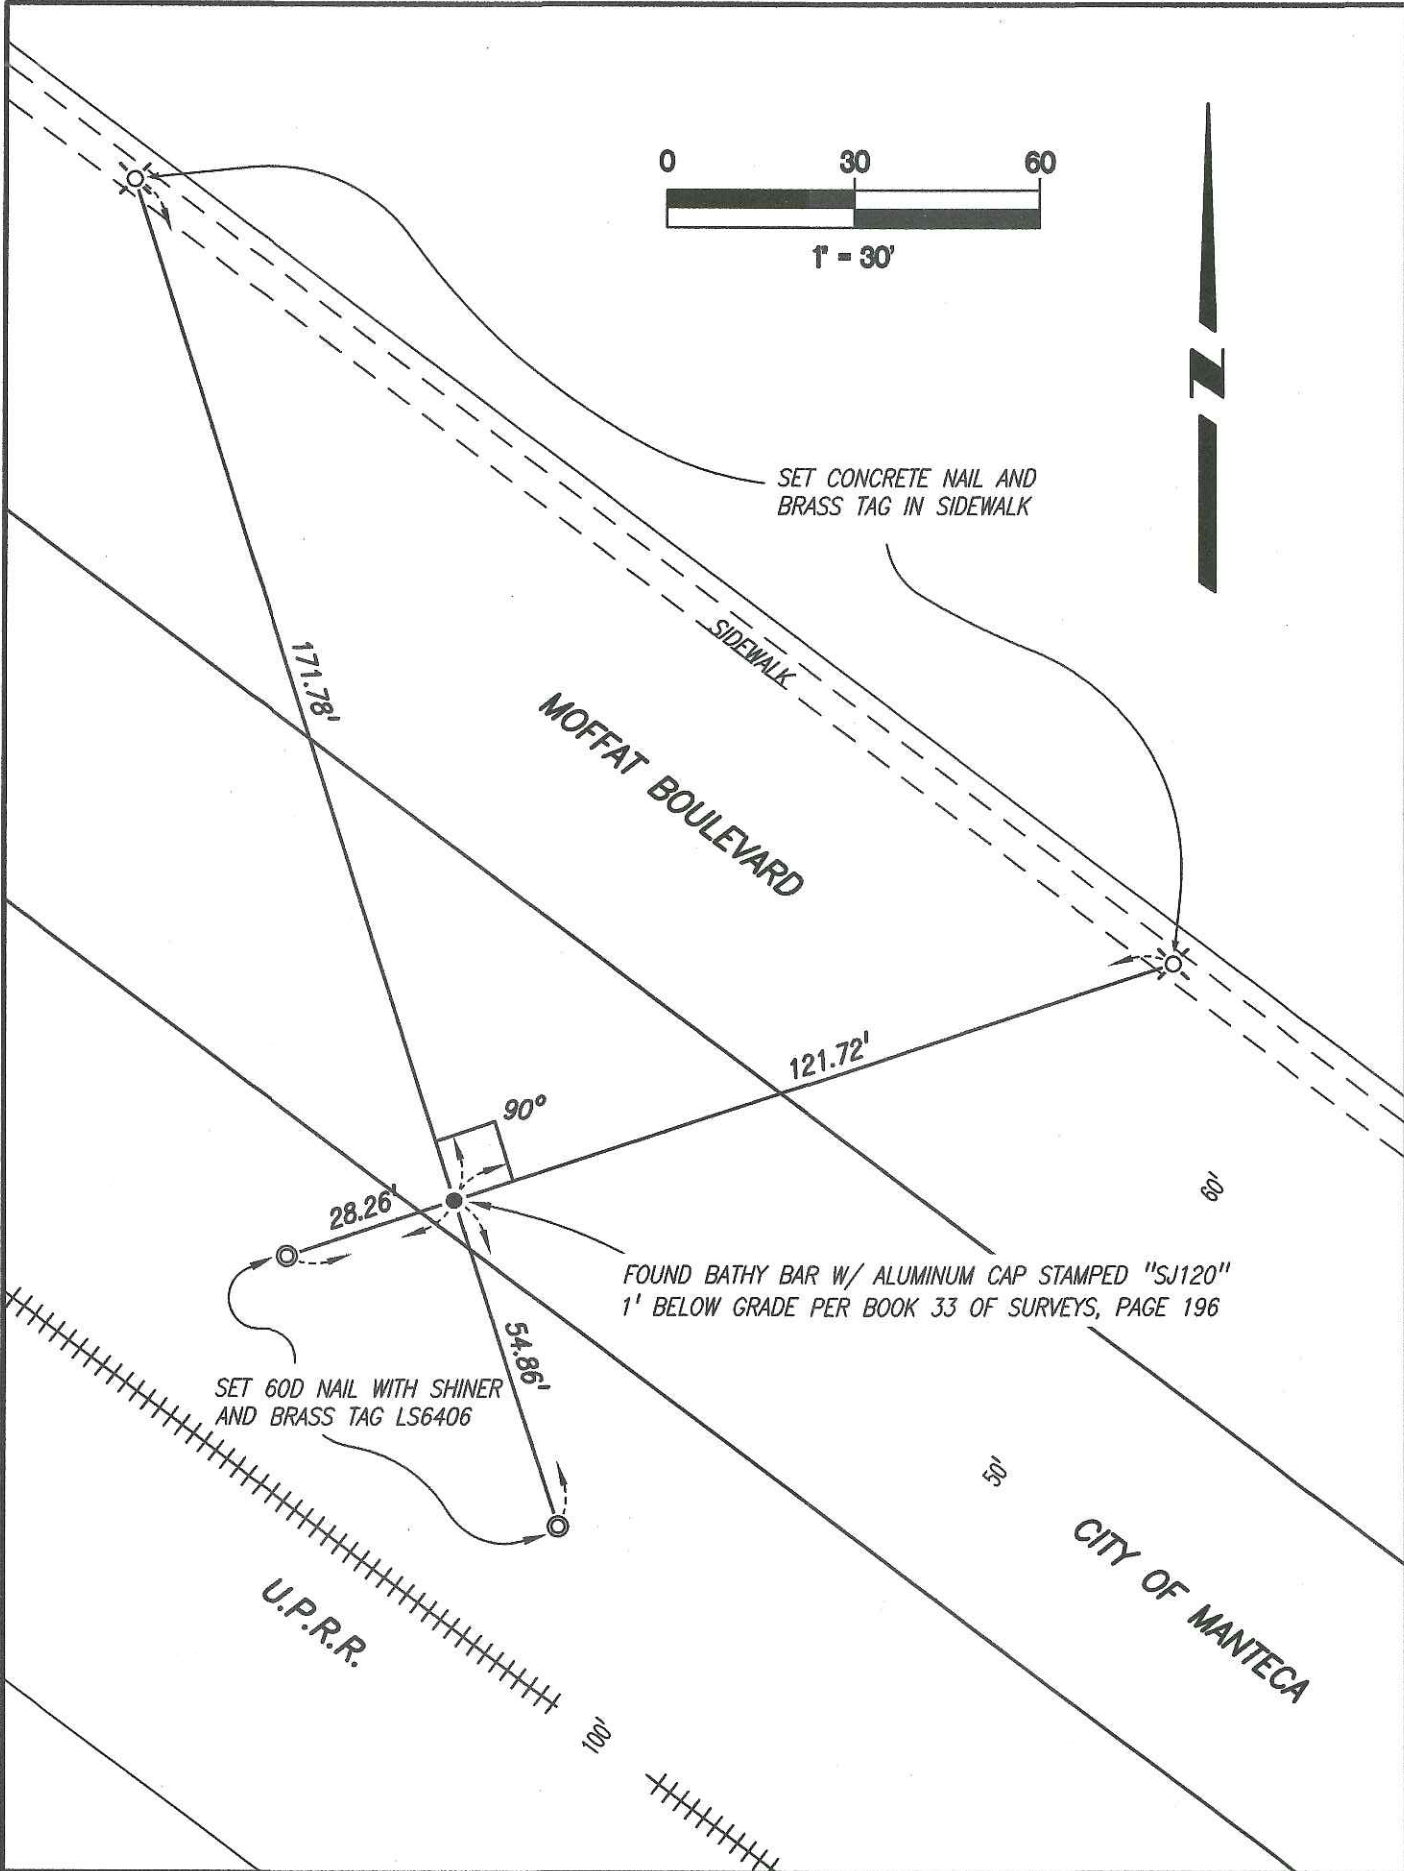 0 30 60
1" = 30'
N
SET CONCRETE NAIL AND
BRASS TAG IN SIDEWALK
SIDEWALK
171.78'
MOFFAT BOULEVARD
121.72'
90°
60'
28.26'
FOUND BATHY BAR W/ ALUMINUM CAP STAMPED "SJ120"
1' BELOW GRADE PER BOOK 33 OF SURVEYS, PAGE 196
54.86'
SET 60D NAIL WITH SHINER
AND BRASS TAG LS6406
50'
CITY OF MANTECA
U.P.R.R.
100'